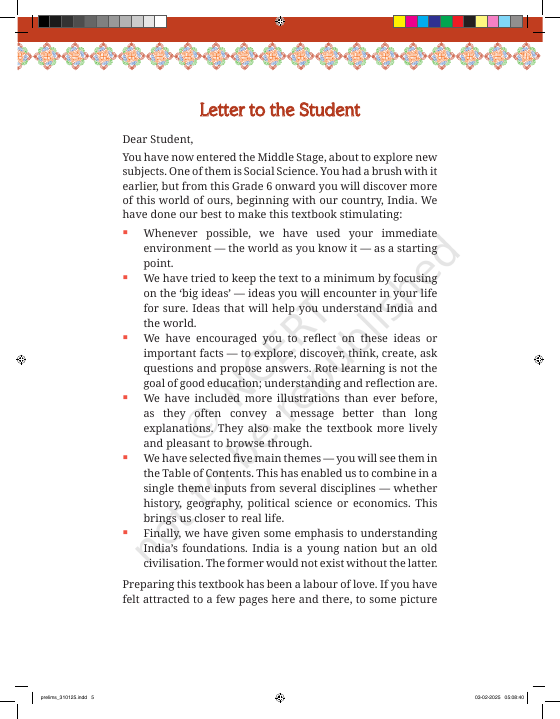 Letter to the Student
Dear Student,
You have now entered the Middle Stage, about to explore new
subjects. One of them is Social Science. You had a brush with it
earlier, but from this Grade 6 onward you will discover more
of this world of ours, beginning with our country, India. We
have done our best to make this textbook stimulating:
▪ Whenever possible, we have used your immediate
environment — the world as you know it — as a starting
point.
▪ We have tried to keep the text to a minimum by focusing
on the ‘big ideas’ — ideas you will encounter in your life
for sure. Ideas that will help you understand India and
the world.
▪ We have encouraged you to reflect on these ideas or
important facts — to explore, discover, think, create, ask
questions and propose answers. Rote learning is not the
goal of good education; understanding and reflection are.
▪ We have included more illustrations than ever before,
as they often convey a message better than long
explanations. They also make the textbook more lively
and pleasant to browse through.
▪ We have selected five main themes — you will see them in
the Table of Contents. This has enabled us to combine in a
single theme inputs from several disciplines — whether
history, geography, political science or economics. This
brings us closer to real life.
▪ Finally, we have given some emphasis to understanding
India’s foundations. India is a young nation but an old
civilisation. The former would not exist without the latter.
Preparing this textbook has been a labour of love. If you have
felt attracted to a few pages here and there, to some picture
© NCERT
not to be republished
prelims_310125.indd 5
03-02-2025 05:08:40